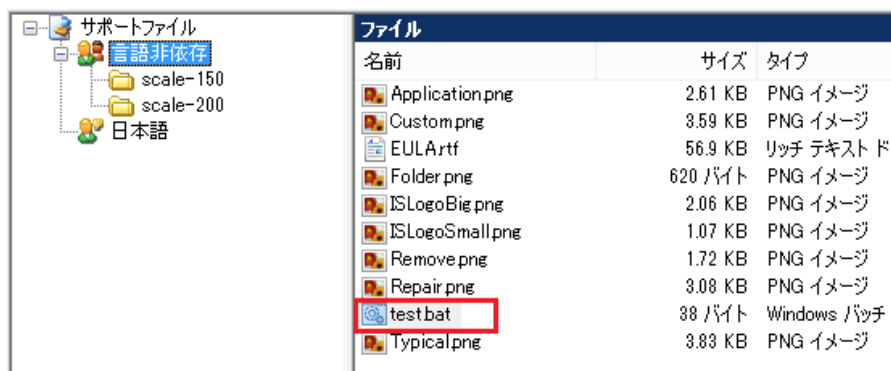 サポートファイル
言語非依存
scale-150
scale-200
日本語
ファイル
名前 サイズ タイプ
Application.png 2.61 KB PNG イメージ
Custom.png 3.59 KB PNG イメージ
EULA.rtf 56.9 KB リッチ テキスト ド
Folder.png 620 バイト PNG イメージ
ISLogoBig.png 2.06 KB PNG イメージ
ISLogoSmall.png 1.07 KB PNG イメージ
Remove.png 1.72 KB PNG イメージ
Repair.png 3.08 KB PNG イメージ
test.bat 38 バイト Windows バッチ
Typical.png 3.83 KB PNG イメージ